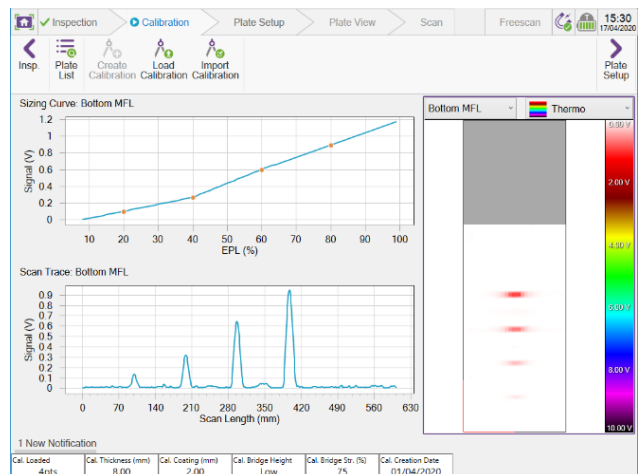 Inspection Calibration Plate Setup Plate View Scan Freescan 15:30
17/04/2020
Insp. Plate List Create Calibration Load Calibration Import Calibration Plate Setup
Sizing Curve: Bottom MFL
Bottom MFL Thermo
1.2
1
0.8
0.6
0.4
0.2
0
Signal (V)
10 20 30 40 50 60 70 80 90 100
EPL (%)
0.00 V
2.00 V
4.00 V
6.00 V
8.00 V
10.00 V
Scan Trace: Bottom MFL
0.9
0.8
0.7
0.6
0.5
0.4
0.3
0.2
0.1
0
Signal (V)
0 70 140 210 280 350 420 490 560 630
Scan Length (mm)
1 New Notification
Cal. Loaded Cal. Thickness (mm) Cal. Coating (mm) Cal. Bridge Height Cal. Bridge Str. (%) Cal. Creation Date
4pts 8.00 2.00 Low 75 01/04/2020